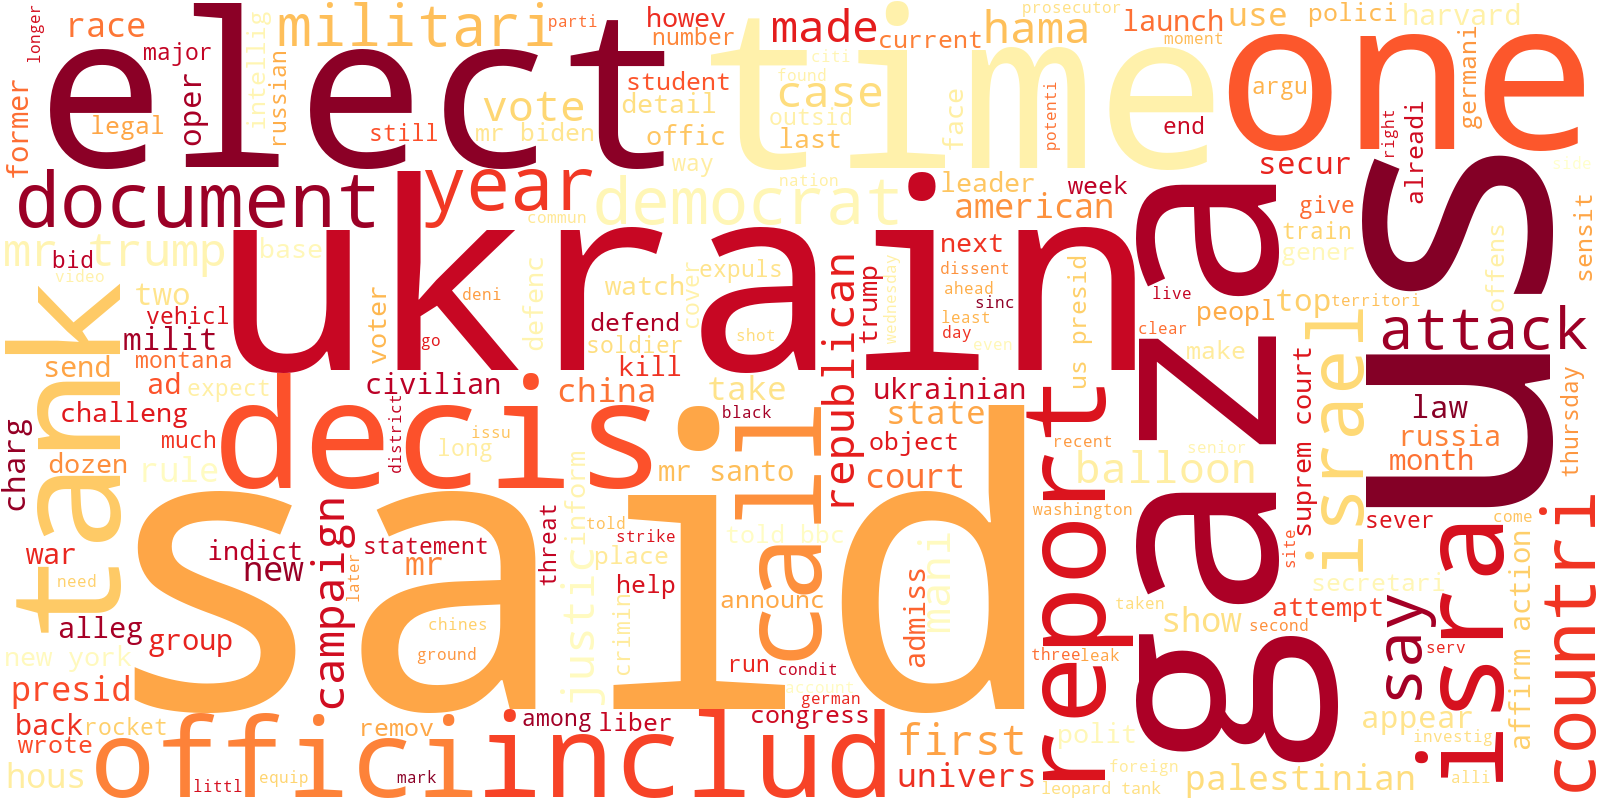 longer
race
militari
parti
howev
number
made
current
prosecutor
hama
launch
moment
use
polici
harvard
former
major
oper
intellig
russian
elect
time
one
citi
found
student
vote
detail
case
outsid
face
potenti
argu
germani
legal
still
mr biden
offic
last
way
end
right
alreadi
side
secur
document
year
democrat
nation
commun
leader
week
american
give
train
gener
sensit
offens
us
mr trump
base
bid
video
two
ukrain
republican
trump
wednesday
next
dissent
ahead
sinc
least
day
even
us presid
live
clear
peopl
top
territori
gaza
israel
attack
cover
expuls
watch
defenc
deni
voter
go
defend
soldier
shot
vehicl
milit
montana
send
tank
ad
expect
civilian
china
kill
take
ukrainian
state
make
suprem court
law
thursday
challeng
much
district
decis
black
call
object
report
recent
russia
month
charg
dozen
rule
long
issu
mr santo
court
balloon
senior
washington
said
war
indict
new
campaign
statement
mr
threat
justic
inform
told
strike
told bbc
place
help
mani
site
sever
come
isra
countri
need
later
alleg
group
chines
ground
crimin
announc
admiss
taken
show
second
attempt
secretari
say
serv
affirm action
new york
presid
run
condit
account
german
three
leak
back
wrote
rocket
remov
among
liber
congress
first
polit
appear
investig
hous
offici
littl
equip
mark
includ
univers
foreign
leopard tank
palestinian
alli